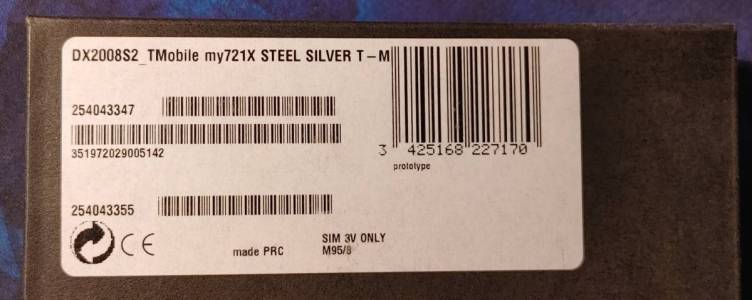 DX2008S2_TMobile my721X STEEL SILVER T-M
254043347
351972029005142
3 425168 227170
prototype
254043355
CE
made PRC
SIM 3V ONLY
M95/8